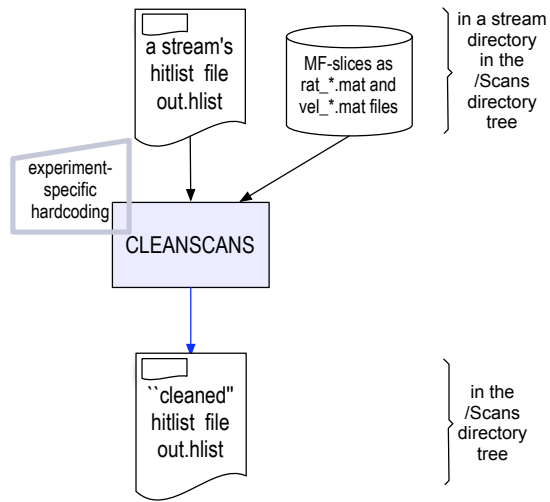 a stream's
hitlist file
out.hlist
MF-slices as
rat_*.mat and
vel_*.mat files
in a stream
directory
in the
/Scans
directory
tree
experiment-
specific
hardcoding
CLEANSCANS
``cleaned"
hitlist file
out.hlist
in the
/Scans
directory
tree